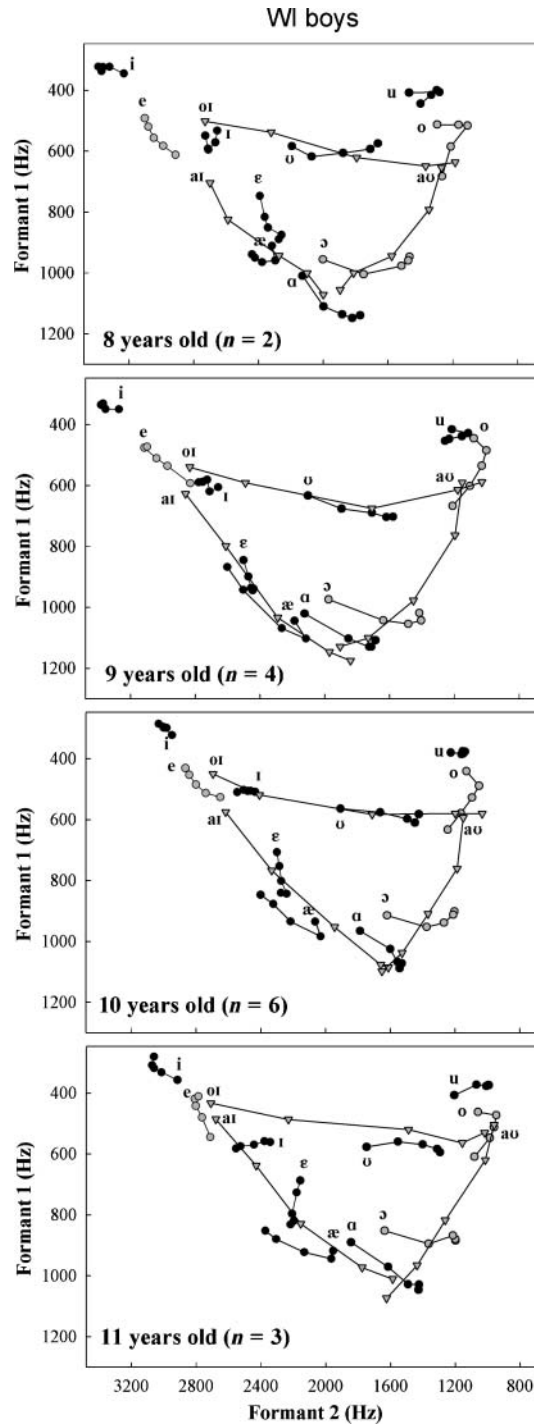 WI boys
Formant 1 (Hz)
400
600
800
1000
1200
i
e
oɪ
ɪ
ʊ
u
o
aɪ
ɛ
aʊ
æ
ɔ
ɑ
8 years old (n = 2)
Formant 1 (Hz)
400
600
800
1000
1200
i
e
oɪ
u
o
aɪ
ɪ
ʊ
aʊ
ɛ
æ
ɑ
ɔ
9 years old (n = 4)
Formant 1 (Hz)
400
600
800
1000
1200
i
e
oɪ
ɪ
u
o
aɪ
ʊ
aʊ
ɛ
æ
ɑ
ɔ
10 years old (n = 6)
Formant 1 (Hz)
400
600
800
1000
1200
i
e
oɪ
aɪ
ɪ
u
o
ʊ
aʊ
ɛ
æ
ɑ
ɔ
11 years old (n = 3)
3200 2800 2400 2000 1600 1200 800
Formant 2 (Hz)